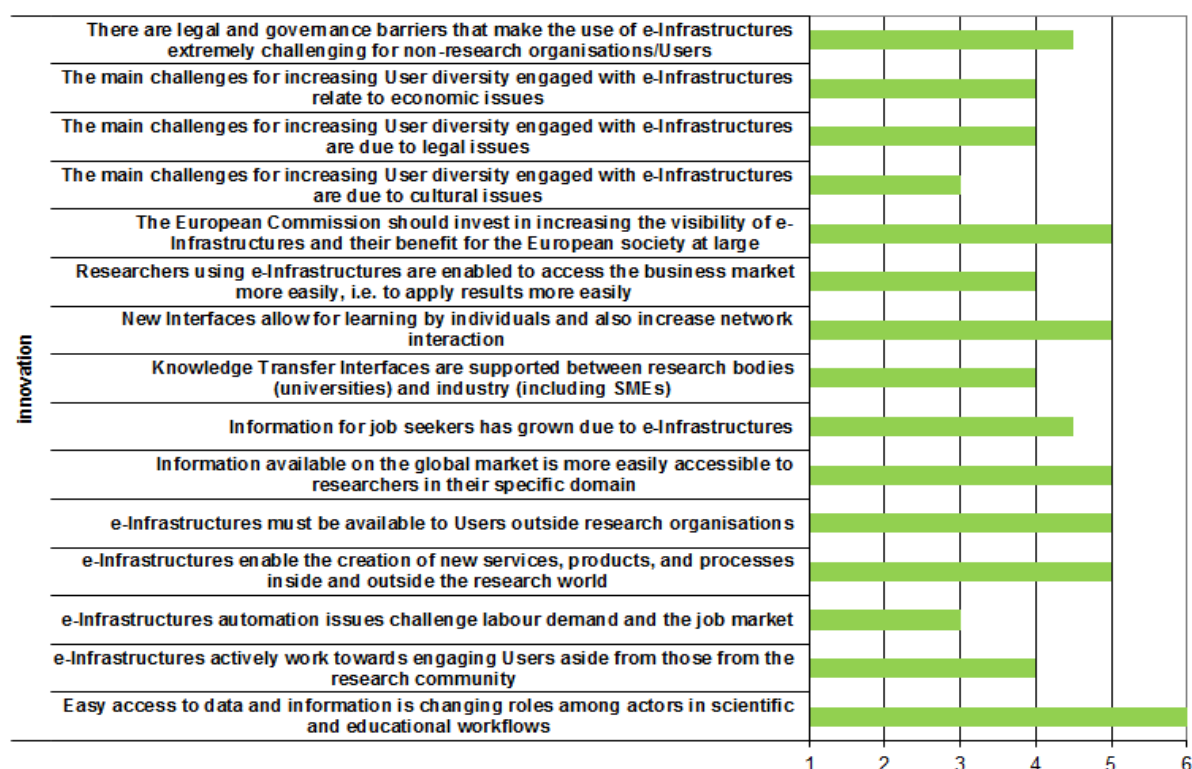 There are legal and governance barriers that make the use of e-Infrastructures
extremely challenging for non-research organisations/Users
The main challenges for increasing User diversity engaged with e-Infrastructures
relate to economic issues
The main challenges for increasing User diversity engaged with e-Infrastructures
are due to legal issues
The main challenges for increasing User diversity engaged with e-Infrastructures
are due to cultural issues
The European Commission should invest in increasing the visibility of e-
Infrastructures and their benefit for the European society at large
Researchers using e-Infrastructures are enabled to access the business market
more easily, i.e. to apply results more easily
New Interfaces allow for learning by individuals and also increase network
interaction
Knowledge Transfer Interfaces are supported between research bodies
(universities) and industry (including SMEs)
Information for job seekers has grown due to e-Infrastructures
Information available on the global market is more easily accessible to
researchers in their specific domain
e-Infrastructures must be available to Users outside research organisations
e-Infrastructures enable the creation of new services, products, and processes
inside and outside the research world
e-Infrastructures automation issues challenge labour demand and the job market
e-Infrastructures actively work towards engaging Users aside from those from the
research community
Easy access to data and information is changing roles among actors in scientific
and educational workflows
innovation
1 2 3 4 5 6